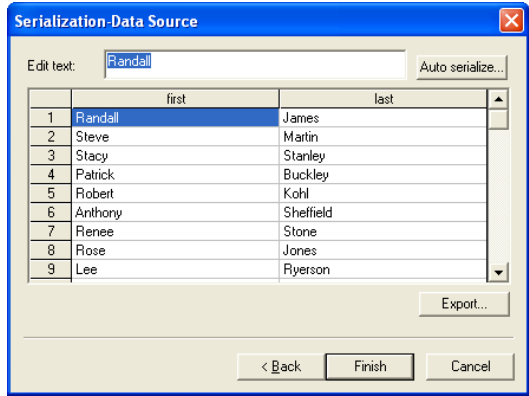 Serialization-Data Source
Edit text: Randall Auto serialize...
first last
1 Randall James
2 Steve Martin
3 Stacy Stanley
4 Patrick Buckley
5 Robert Kohl
6 Anthony Sheffield
7 Renee Stone
8 Rose Jones
9 Lee Ryerson
Export...
< Back Finish Cancel